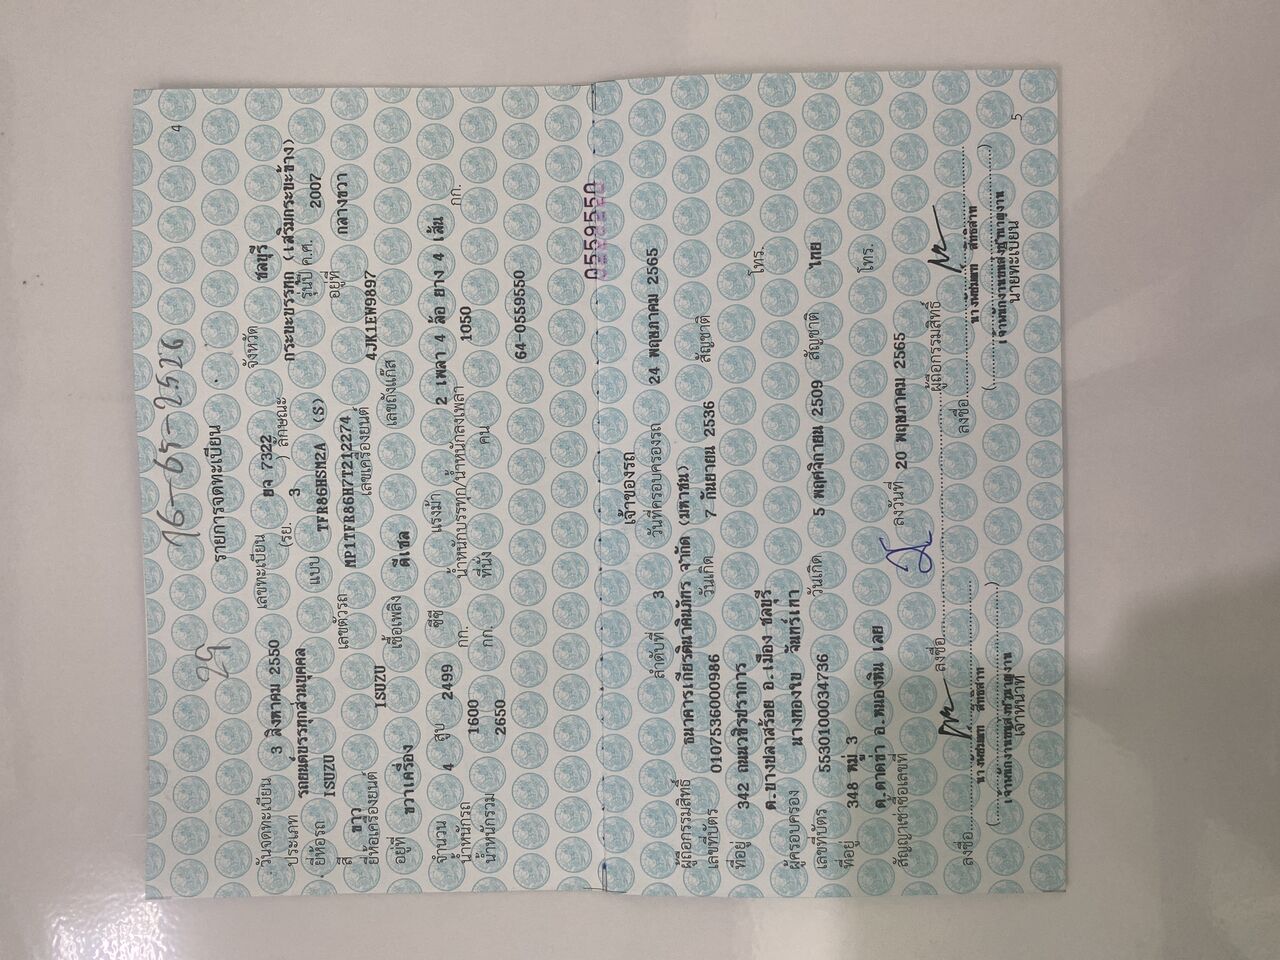 16-65-2526
29
4
รายการจดทะเบียน
วันจดทะเบียน 3 สิงหาคม 2550 เลขทะเบียน ยจ 7322 จังหวัด ชลบุรี
ประเภท รถยนต์บรรทุกส่วนบุคคล (รย. 3 ) ลักษณะ กระบะบรรทุก (เสริมกระบะข้าง)
ยี่ห้อรถ ISUZU แบบ TFR86HSM2A (S) รุ่นปี ค.ศ. 2007
สี ขาว เลขตัวรถ MP1TFR86H7T212274 อยู่ที่ กลางขวา
ยี่ห้อเครื่องยนต์ ISUZU เลขเครื่องยนต์ 4JK1EW9897
อยู่ที่ ขวาเครื่อง เชื้อเพลิง ดีเซล เลขถังแก๊ส
จำนวน 4 สูบ 2499 ซีซี แรงม้า 2 เพลา 4 ล้อ ยาง 4 เส้น
น้ำหนักรถ 1600 กก. น้ำหนักบรรทุก/น้ำหนักลงเพลา 1050 กก.
น้ำหนักรวม 2650 กก. ที่นั่ง คน
64-0559550
0559550
เจ้าของรถ
ลำดับที่ 3 วันที่ครอบครองรถ 24 พฤษภาคม 2565
ผู้ถือกรรมสิทธิ์ ธนาคารเกียรตินาคินภัทร จำกัด (มหาชน)
เลขที่บัตร 0107536000986 วันเกิด 7 กันยายน 2536 สัญชาติ
ที่อยู่ 342 ถนนวชิรปราการ
ต.บางปลาสร้อย อ.เมือง ชลบุรี โทร.
ผู้ครอบครอง นางทองใบ จันทร์เทา
เลขที่บัตร 5530100034736 วันเกิด 5 พฤศจิกายน 2509 สัญชาติ ไทย
ที่อยู่ 348 หมู่ 3
ต.ตาดข่า อ.หนองหิน เลย โทร.
สัญญาเช่าซื้อเลขที่ ลงวันที่ 20 พฤษภาคม 2565
ลงชื่อ ผู้ถือกรรมสิทธิ์
ลงชื่อ ลงชื่อ
เจ้าหน้าที่ นายทะเบียน
5